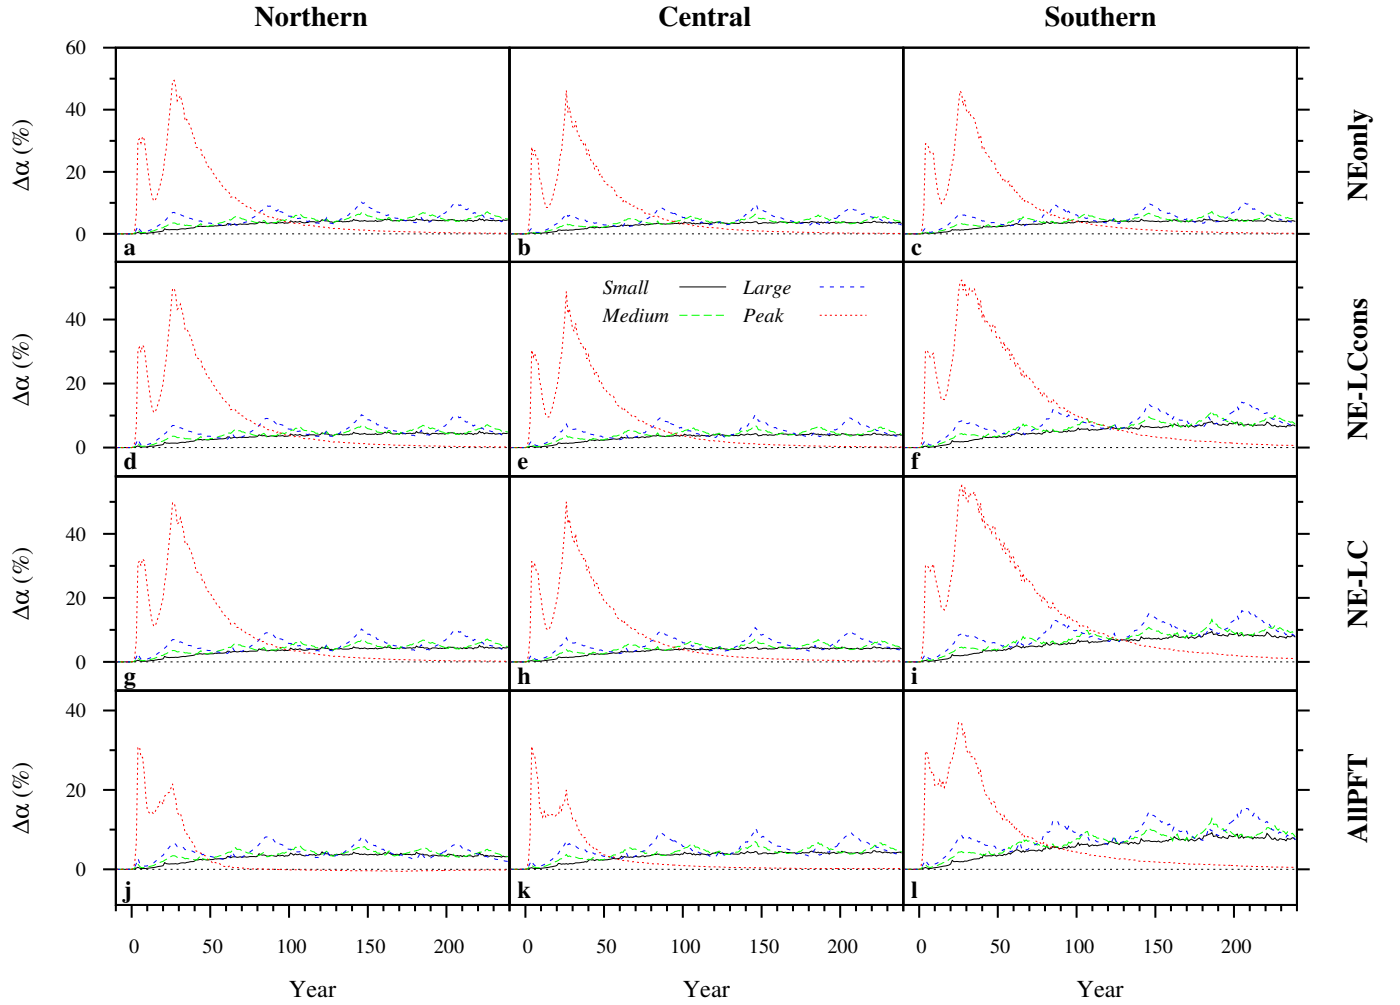 Northern Central Southern
60
40
20
0
Δα (%)
a b c
NEonly
Small Large
Medium Peak
40
20
0
Δα (%)
d e f
NE-LCcons
40
20
0
Δα (%)
g h i
NE-LC
40
20
0
Δα (%)
j k l
AllPFT
0 50 100 150 200 0 50 100 150 200 0 50 100 150 200
Year Year Year